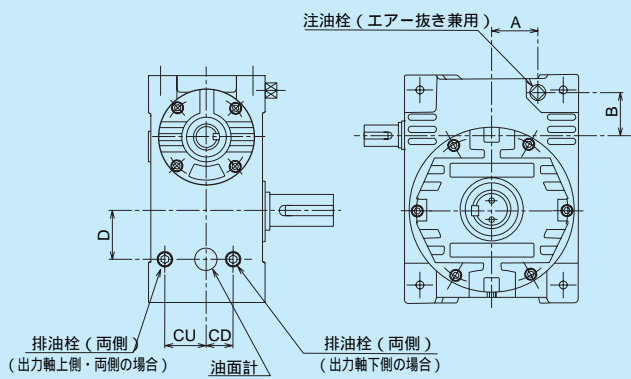 注油栓（エアー抜き兼用）
A
B
D
CU
CD
排油栓（両側）
（出力軸上側・両側の場合）
油面計
排油栓（両側）
（出力軸下側の場合）